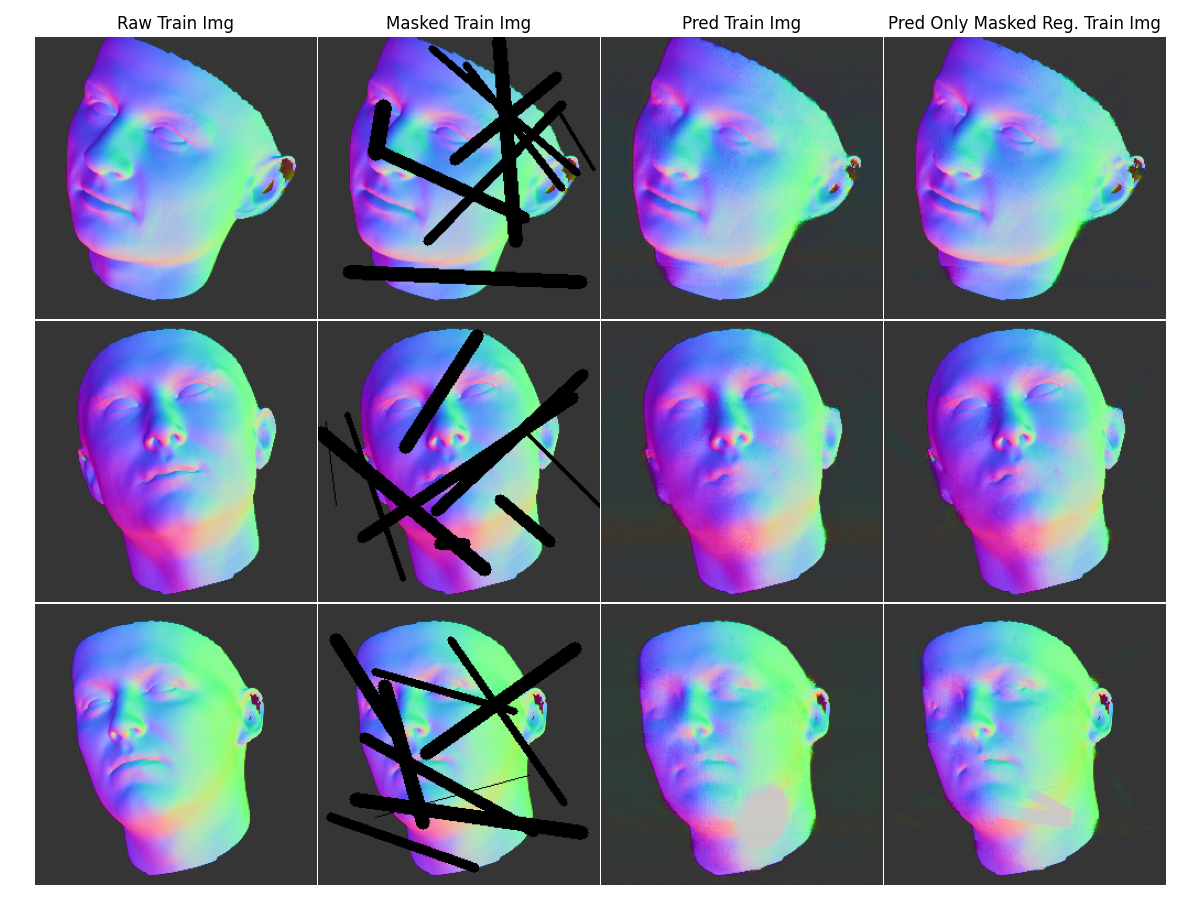 Raw Train Img
Masked Train Img
Pred Train Img
Pred Only Masked Reg. Train Img